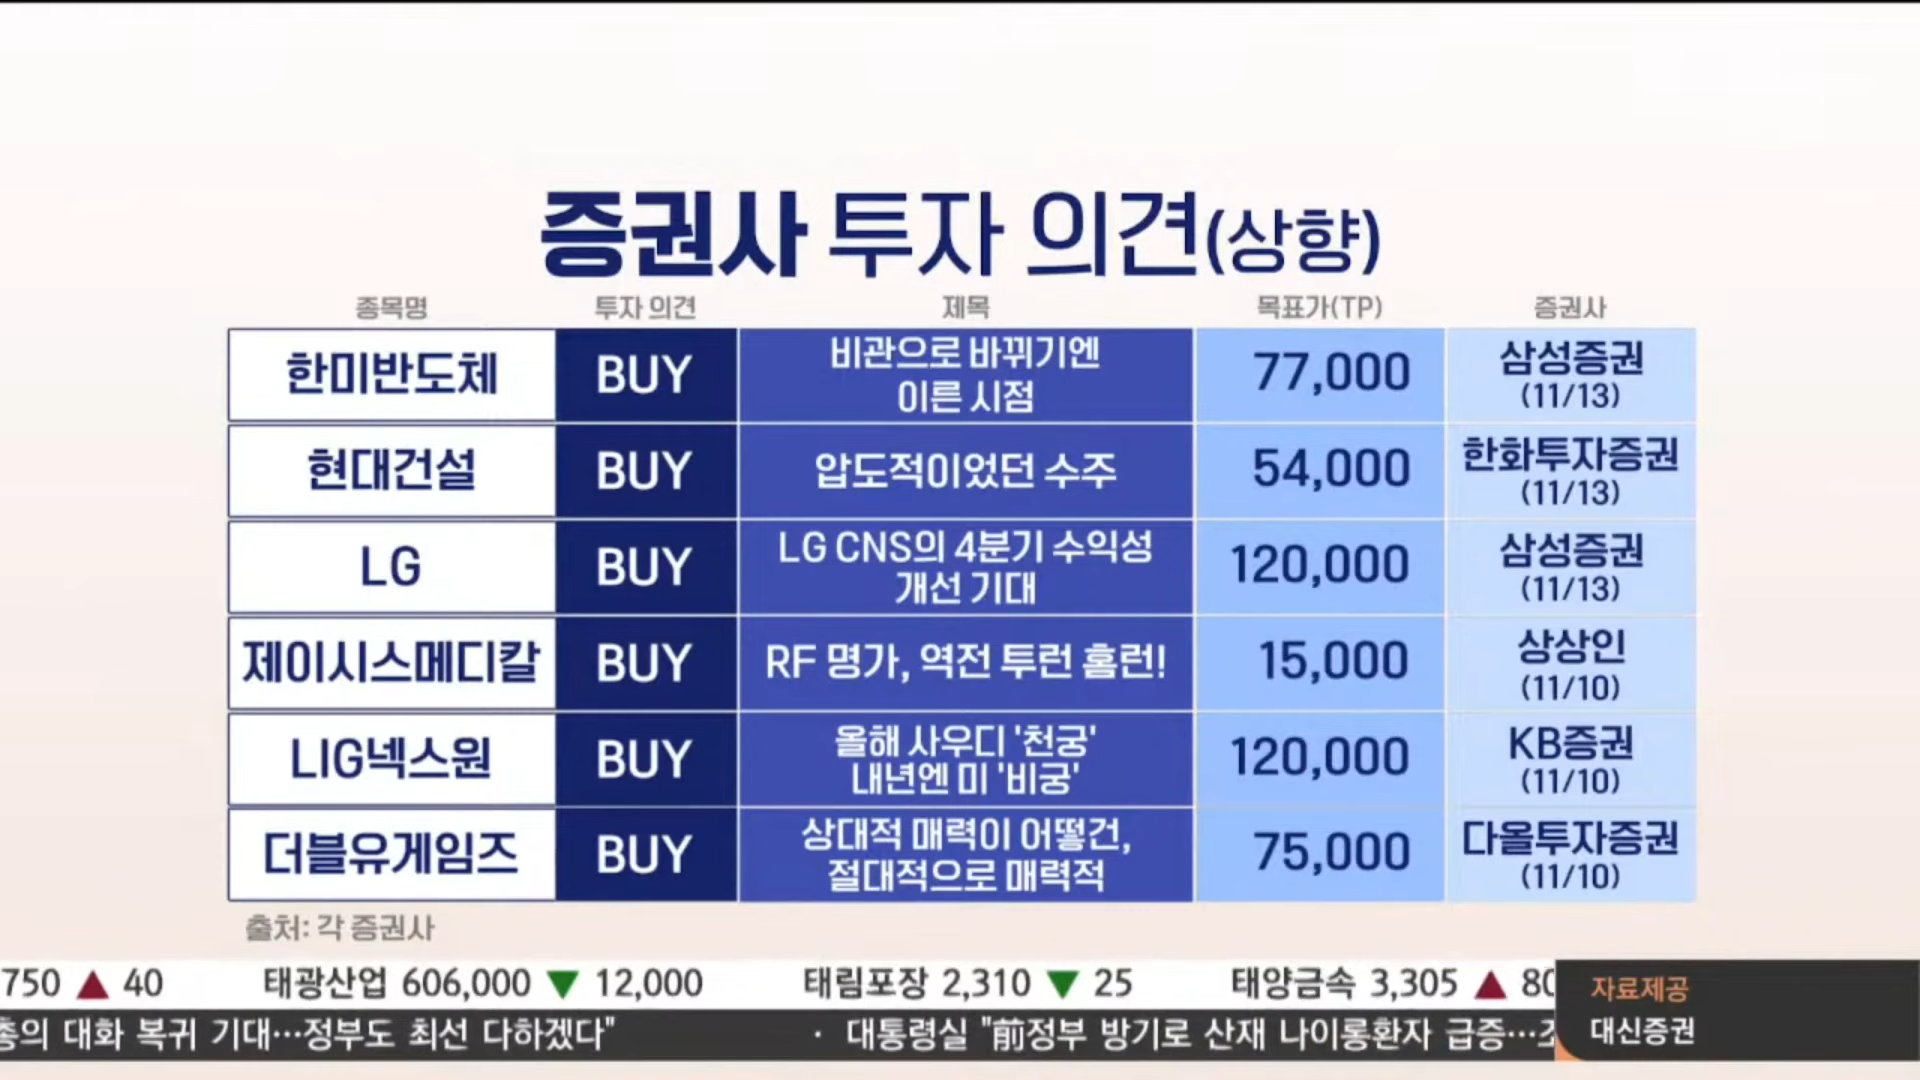 증권사 투자 의견(상향)
종목명 투자 의견 제목 목표가(TP) 증권사
한미반도체 BUY 비관으로 바뀌기엔
이른 시점 77,000 삼성증권
(11/13)
현대건설 BUY 압도적이었던 수주 54,000 한화투자증권
(11/13)
LG BUY LG CNS의 4분기 수익성
개선 기대 120,000 삼성증권
(11/13)
제이시스메디칼 BUY RF 명가, 역전 투런 홈런! 15,000 상상인
(11/10)
LIG넥스원 BUY 올해 사우디 '천궁'
내년엔 미 '비궁' 120,000 KB증권
(11/10)
더블유게임즈 BUY 상대적 매력이 어떻건,
절대적으로 매력적 75,000 다올투자증권
(11/10)
출처: 각 증권사
750 ▲ 40 태광산업 606,000 ▼ 12,000 태림포장 2,310 ▼ 25 태양금속 3,305 ▲ 80
총의 대화 복귀 기대…정부도 최선 다하겠다" · 대통령실 "前정부 방기로 산재 나이롱환자 급증…
자료제공
대신증권